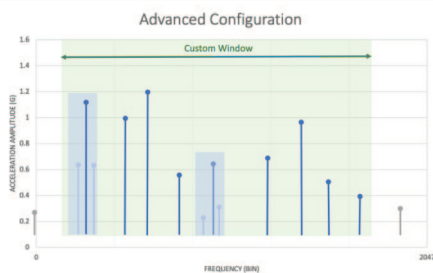 Advanced Configuration
Custom Window
ACCELERATION AMPLITUDE (G)
1.6
1.4
1.2
1
0.8
0.6
0.4
0.2
0
0
2047
FREQUENCY (BIN)